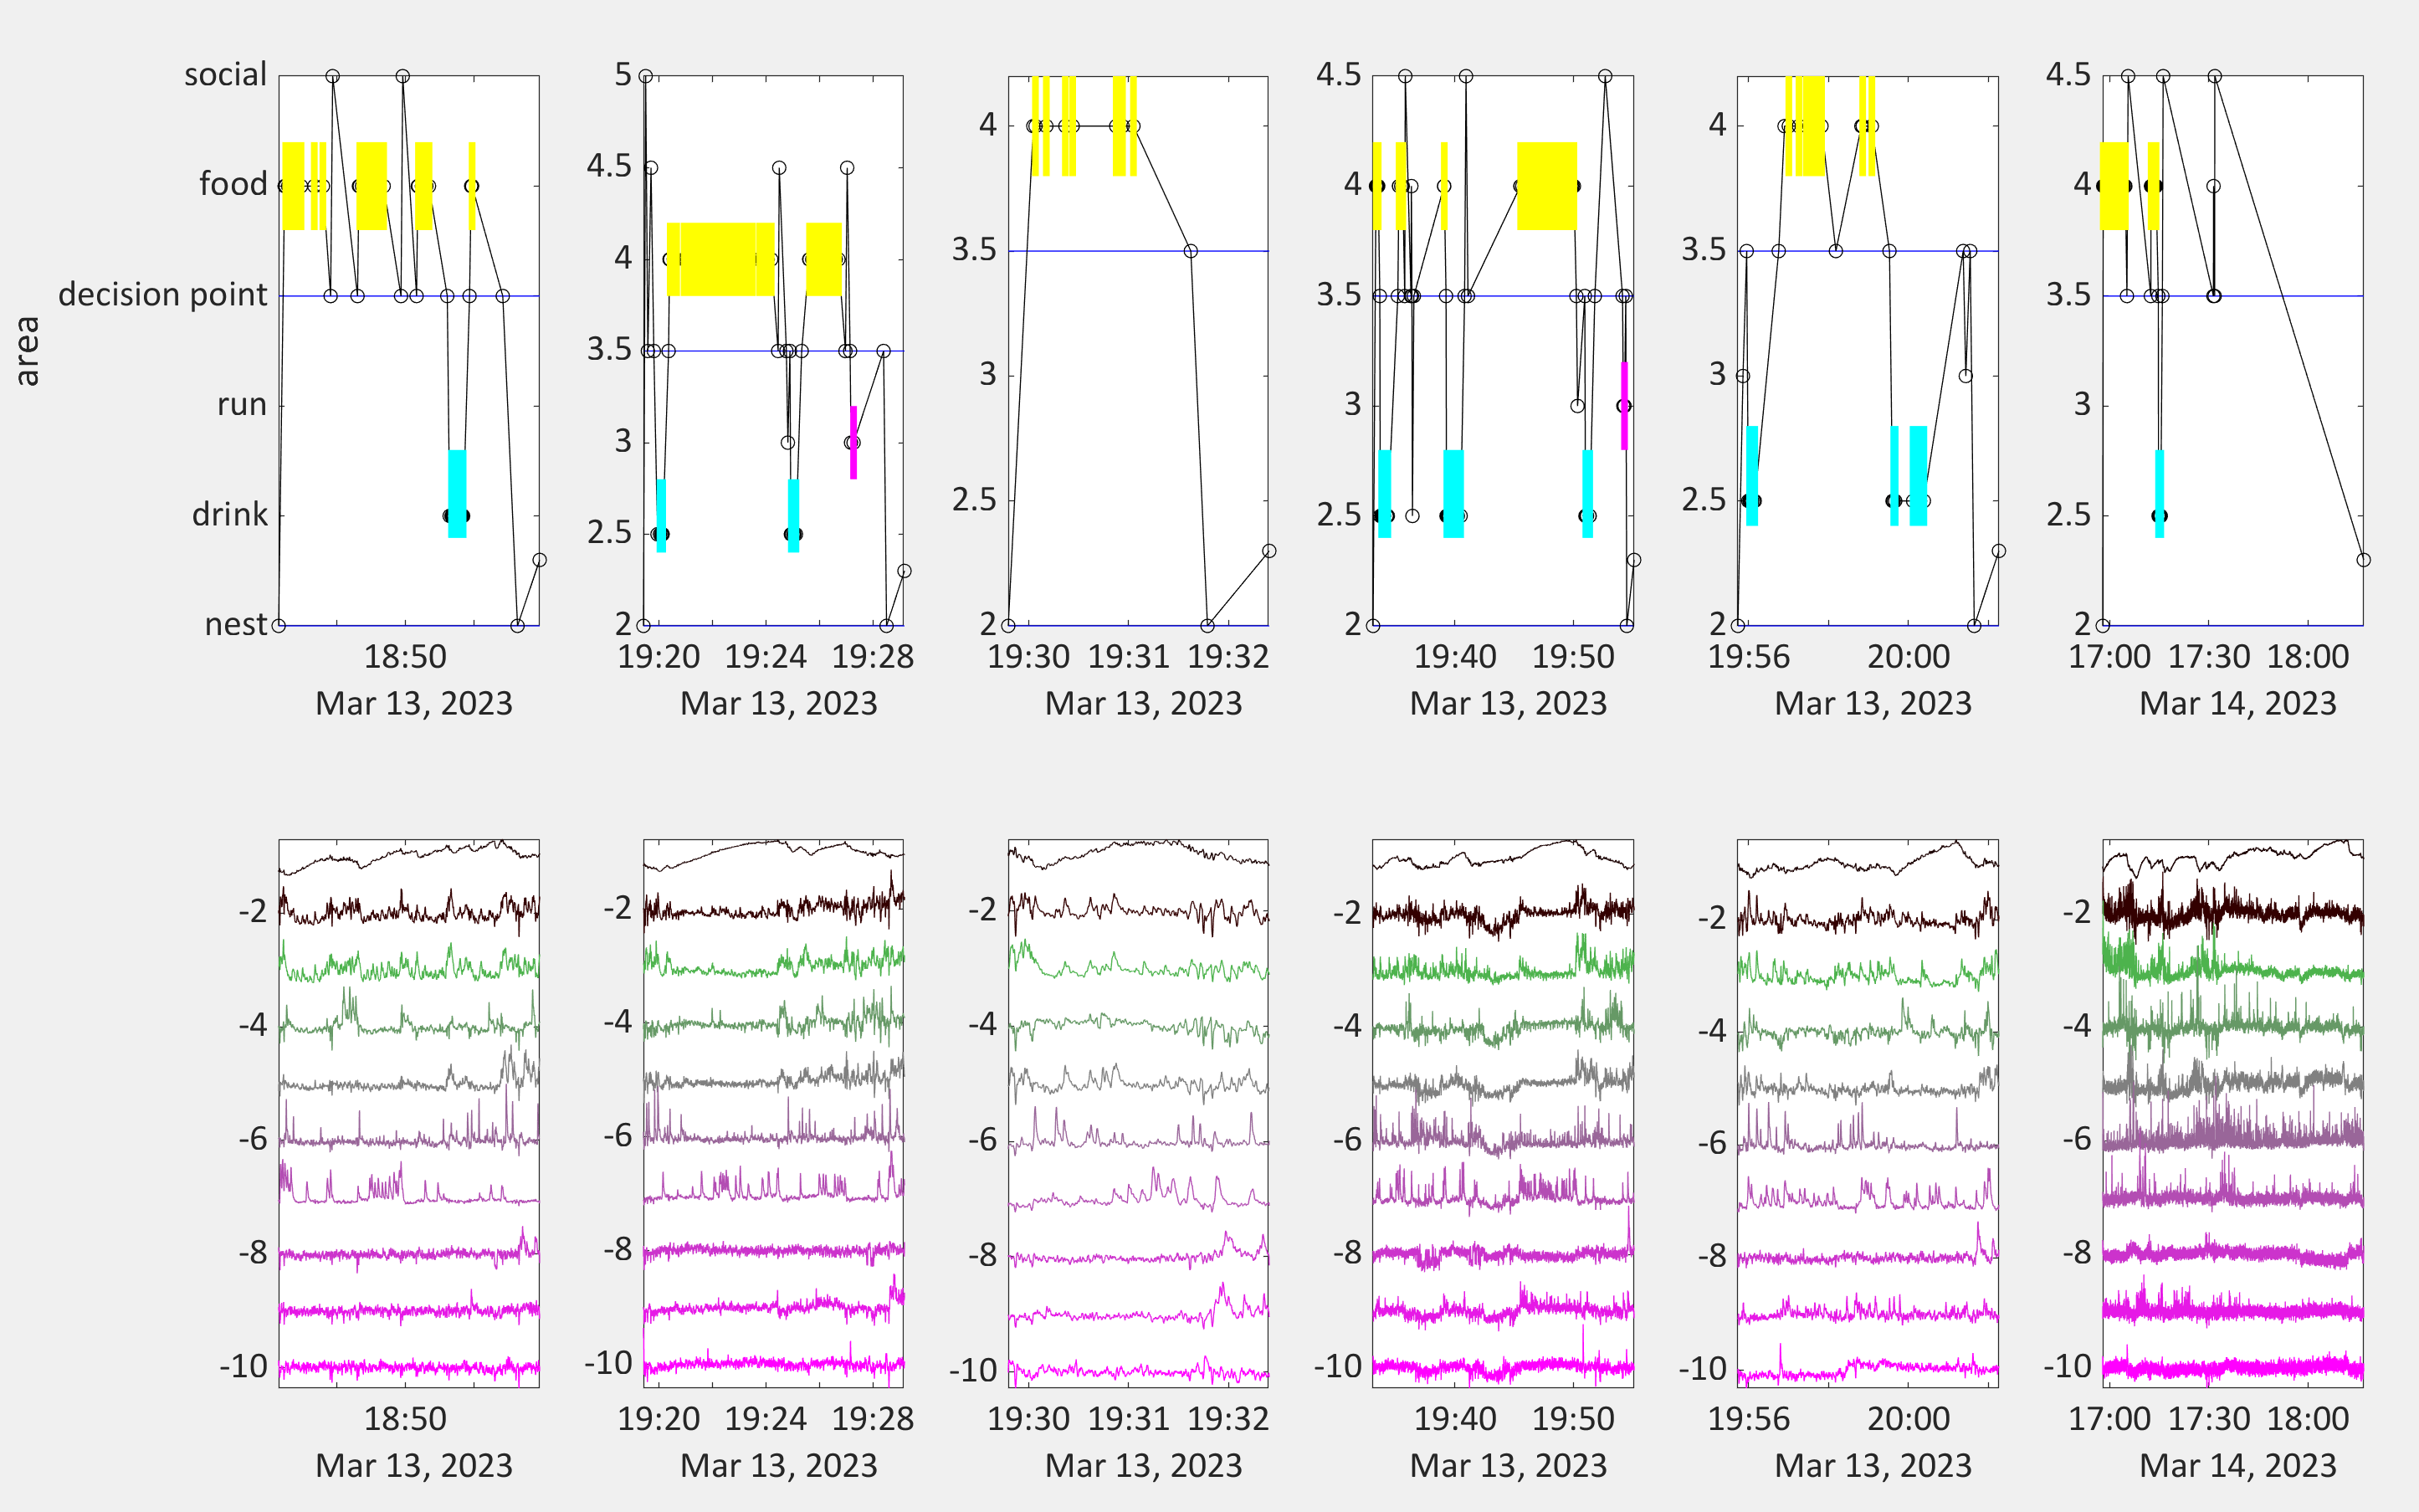 social
food
decision point
run
drink
nest
area
18:50
Mar 13, 2023
5
4.5
4
3.5
3
2.5
2
19:20 19:24 19:28
Mar 13, 2023
4
3.5
3
2.5
2
19:30 19:31 19:32
Mar 13, 2023
4.5
4
3.5
3
2.5
2
19:40 19:50
Mar 13, 2023
4
3.5
3
2.5
2
19:56 20:00
Mar 13, 2023
4.5
4
3.5
3
2.5
2
17:00 17:30 18:00
Mar 14, 2023
-2
-4
-6
-8
-10
18:50
Mar 13, 2023
-2
-4
-6
-8
-10
19:20 19:24 19:28
Mar 13, 2023
-2
-4
-6
-8
-10
19:30 19:31 19:32
Mar 13, 2023
-2
-4
-6
-8
-10
19:40 19:50
Mar 13, 2023
-2
-4
-6
-8
-10
19:56 20:00
Mar 13, 2023
-2
-4
-6
-8
-10
17:00 17:30 18:00
Mar 14, 2023